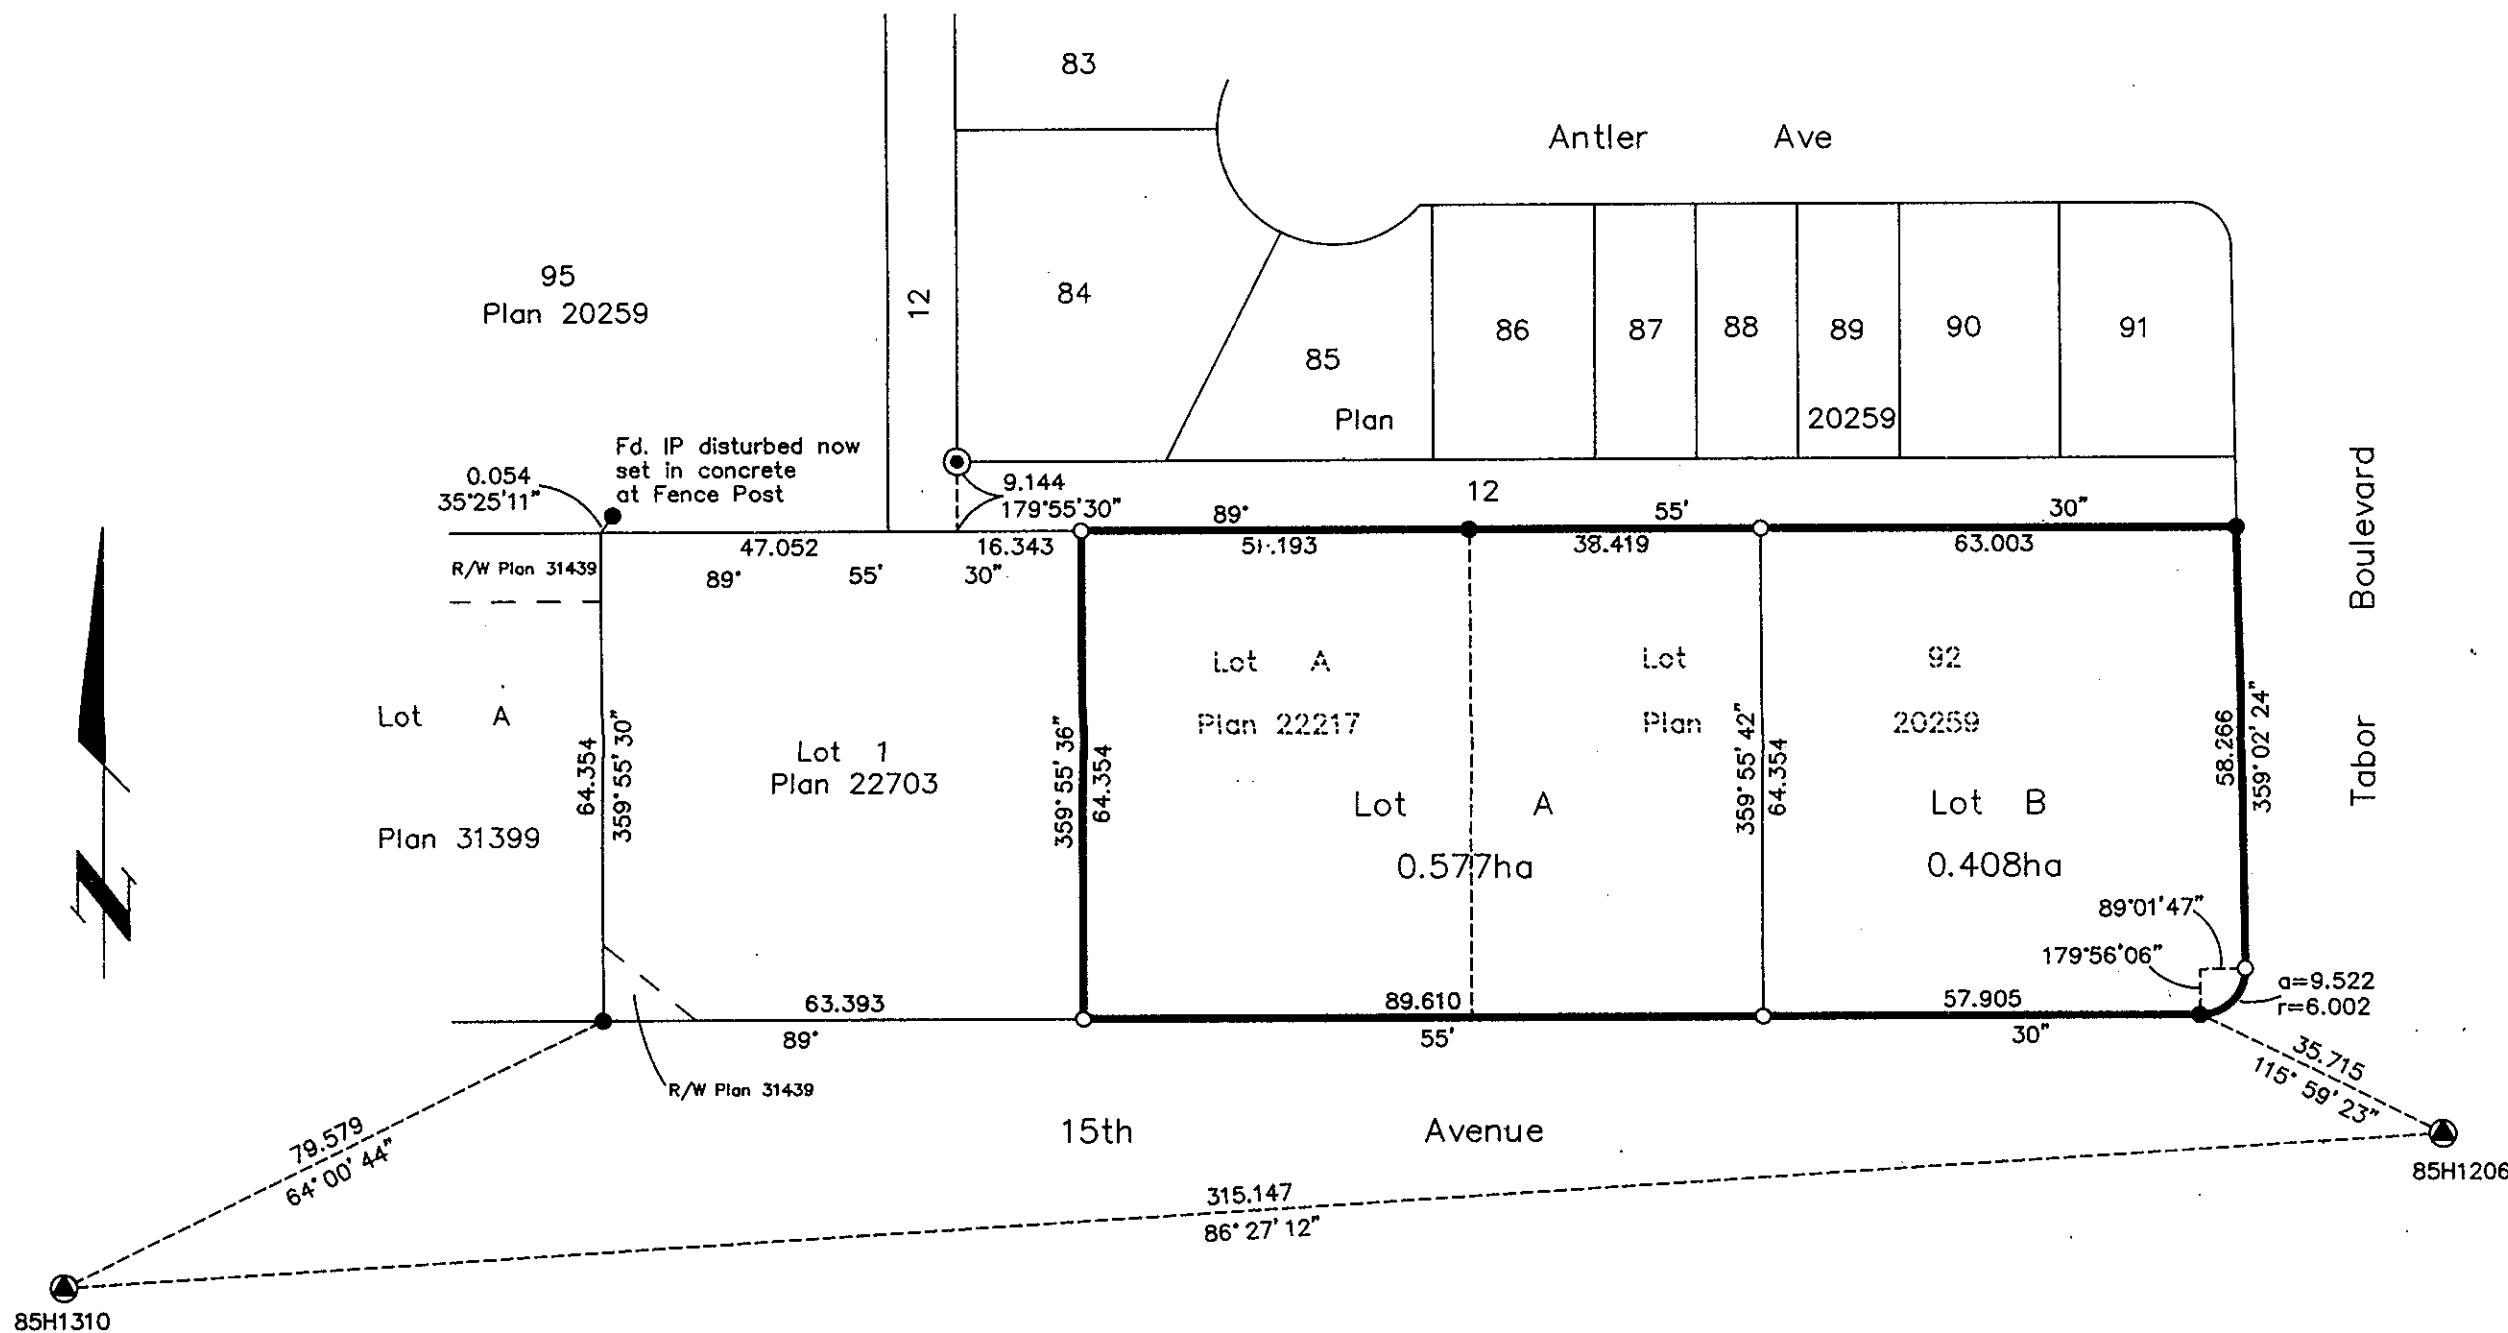 83
Antler Ave
95
Plan 20259
12
84
85
86
87
88
89
90
91
Plan 20259
Fd. IP disturbed now
set in concrete
at Fence Post
0.054
35°25'11"
9.144
179°55'30"
12
89° 55' 30"
47.052
16.343
51.193
38.419
63.003
89° 55' 30"
R/W Plan 31439
Boulevard
Tabor
Lot A
Plan 31399
64.354
359°55'30"
Lot 1
Plan 22703
359°55'36"
64.354
Lot A
Plan 22217
Lot 92
Plan 20259
359°55'42"
64.354
58.266
359°02'24"
Lot A
0.577ha
Lot B
0.408ha
89°01'47"
179°56'06"
a=9.522
r=6.002
63.393
89.610
57.905
89° 55' 30"
R/W Plan 31439
35.715
115°59'23"
15th Avenue
79.579
64°00'44"
315.147
86°27'12"
85H1206
85H1310
N